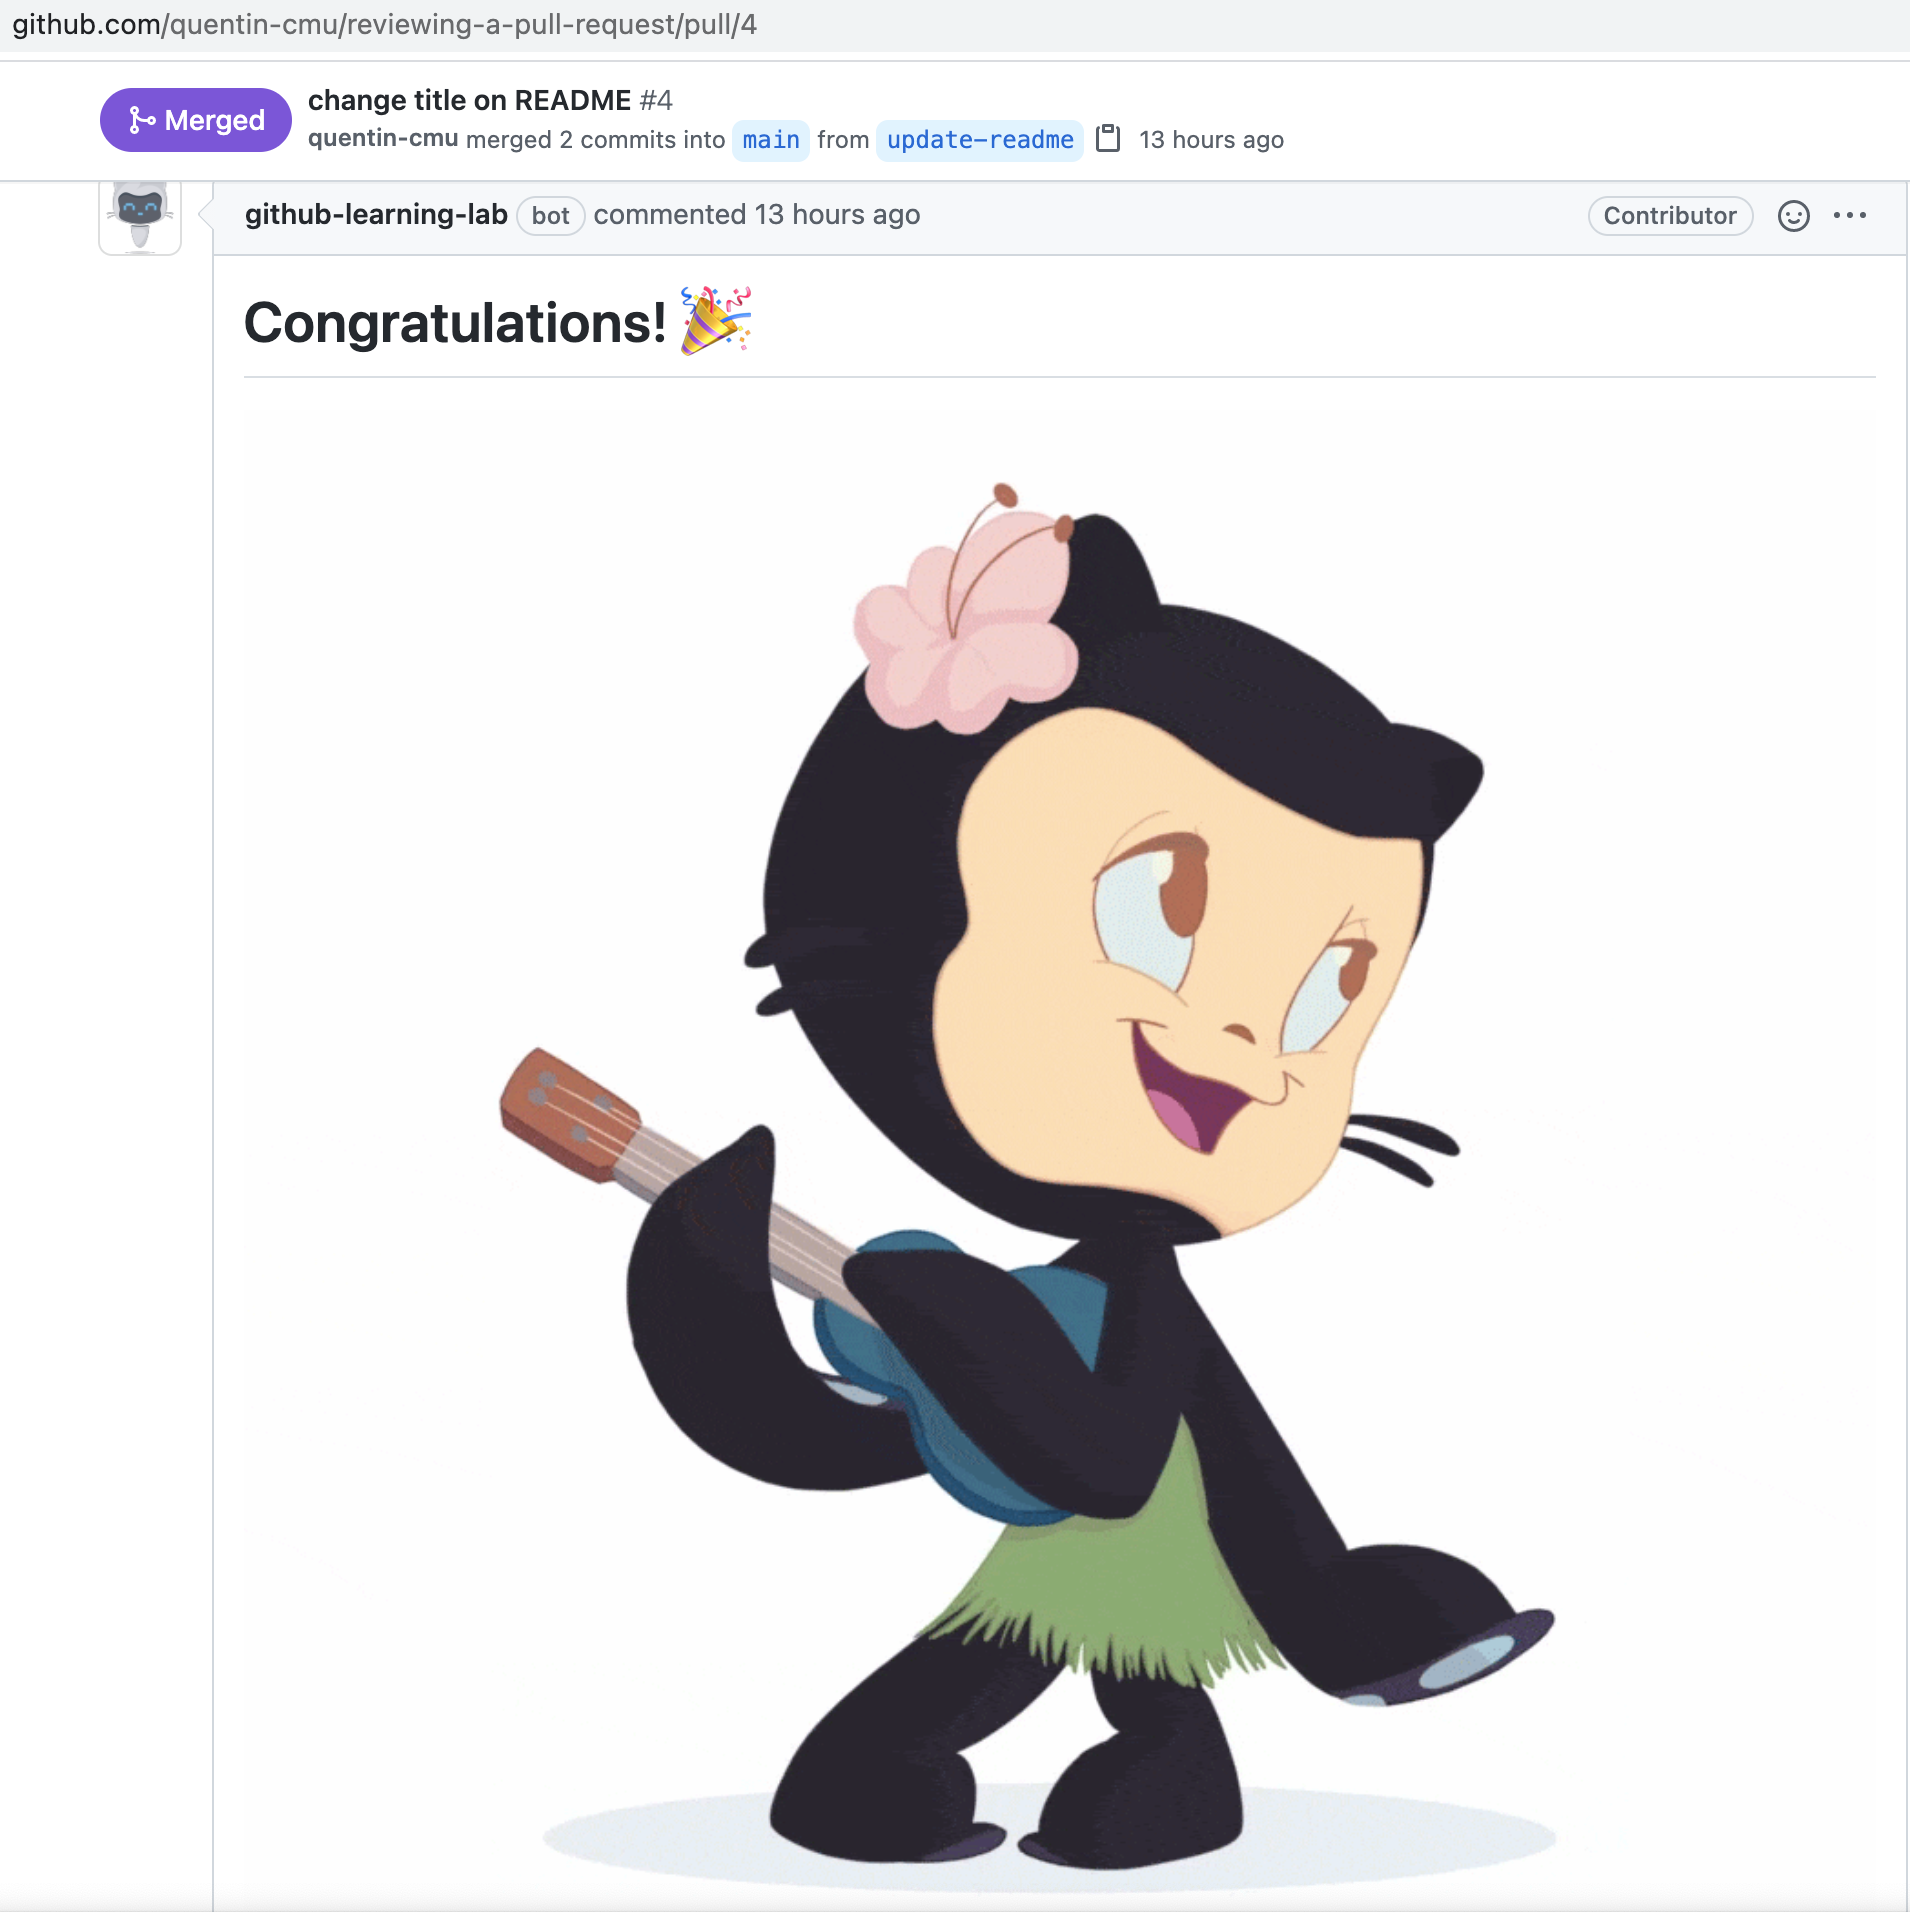 github.com/quentin-cmu/reviewing-a-pull-request/pull/4
Merged
change title on README #4
quentin-cmu merged 2 commits into main from update-readme 13 hours ago
github-learning-lab bot commented 13 hours ago Contributor
Congratulations! 🎉